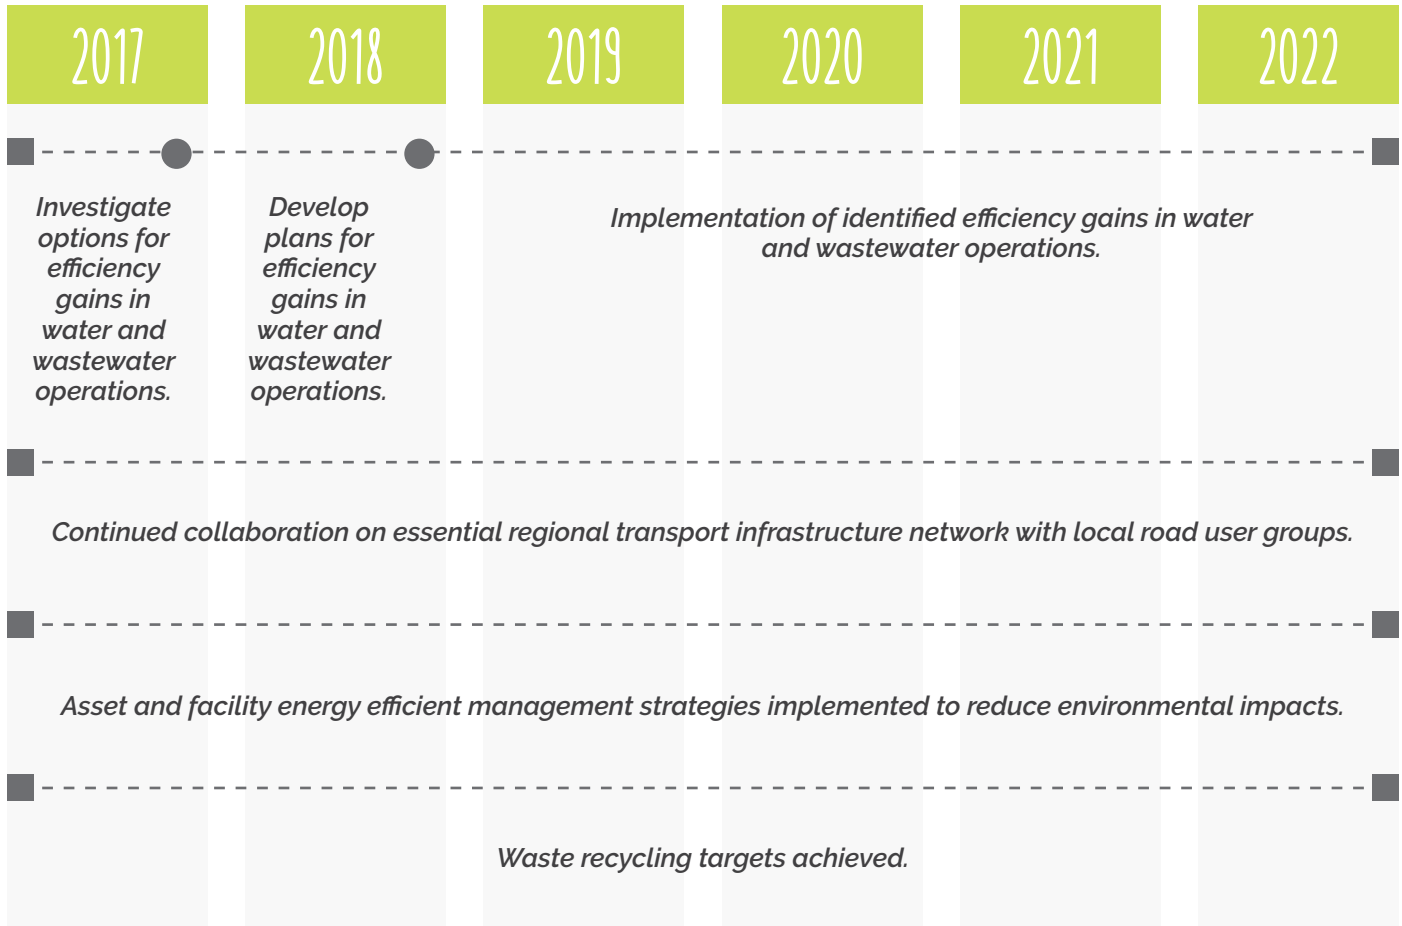 2017
2018
2019
2020
2021
2022
Investigate
options for
efficiency
gains in
water and
wastewater
operations.
Develop
plans for
efficiency
gains in
water and
wastewater
operations.
Implementation of identified efficiency gains in water
and wastewater operations.
Continued collaboration on essential regional transport infrastructure network with local road user groups.
Asset and facility energy efficient management strategies implemented to reduce environmental impacts.
Waste recycling targets achieved.